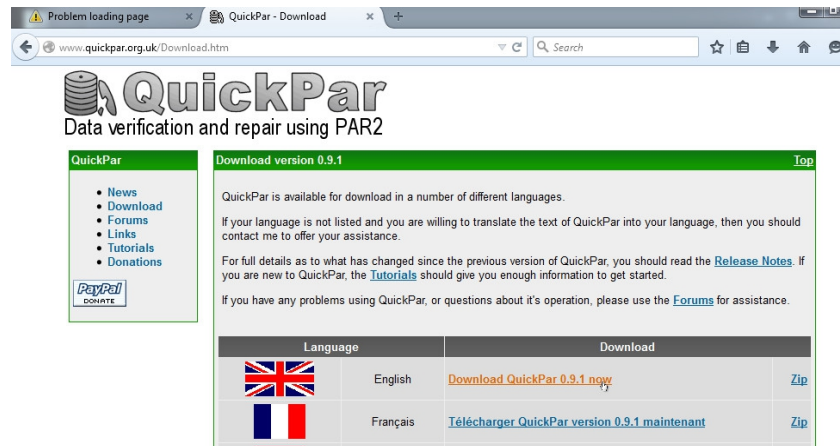 Problem loading page
QuickPar - Download
www.quickpar.org.uk/Download.htm
Search
QuickPar
Data verification and repair using PAR2
QuickPar
News
Download
Forums
Links
Tutorials
Donations
PayPal
DONATE
Download version 0.9.1
Top
QuickPar is available for download in a number of different languages.
If your language is not listed and you are willing to translate the text of QuickPar into your language, then you should
contact me to offer your assistance.
For full details as to what has changed since the previous version of QuickPar, you should read the Release Notes. If
you are new to QuickPar, the Tutorials should give you enough information to get started.
If you have any problems using QuickPar, or questions about it's operation, please use the Forums for assistance.
Language
Download
English
Download QuickPar 0.9.1 now
Zip
Français
Télécharger QuickPar version 0.9.1 maintenant
Zip